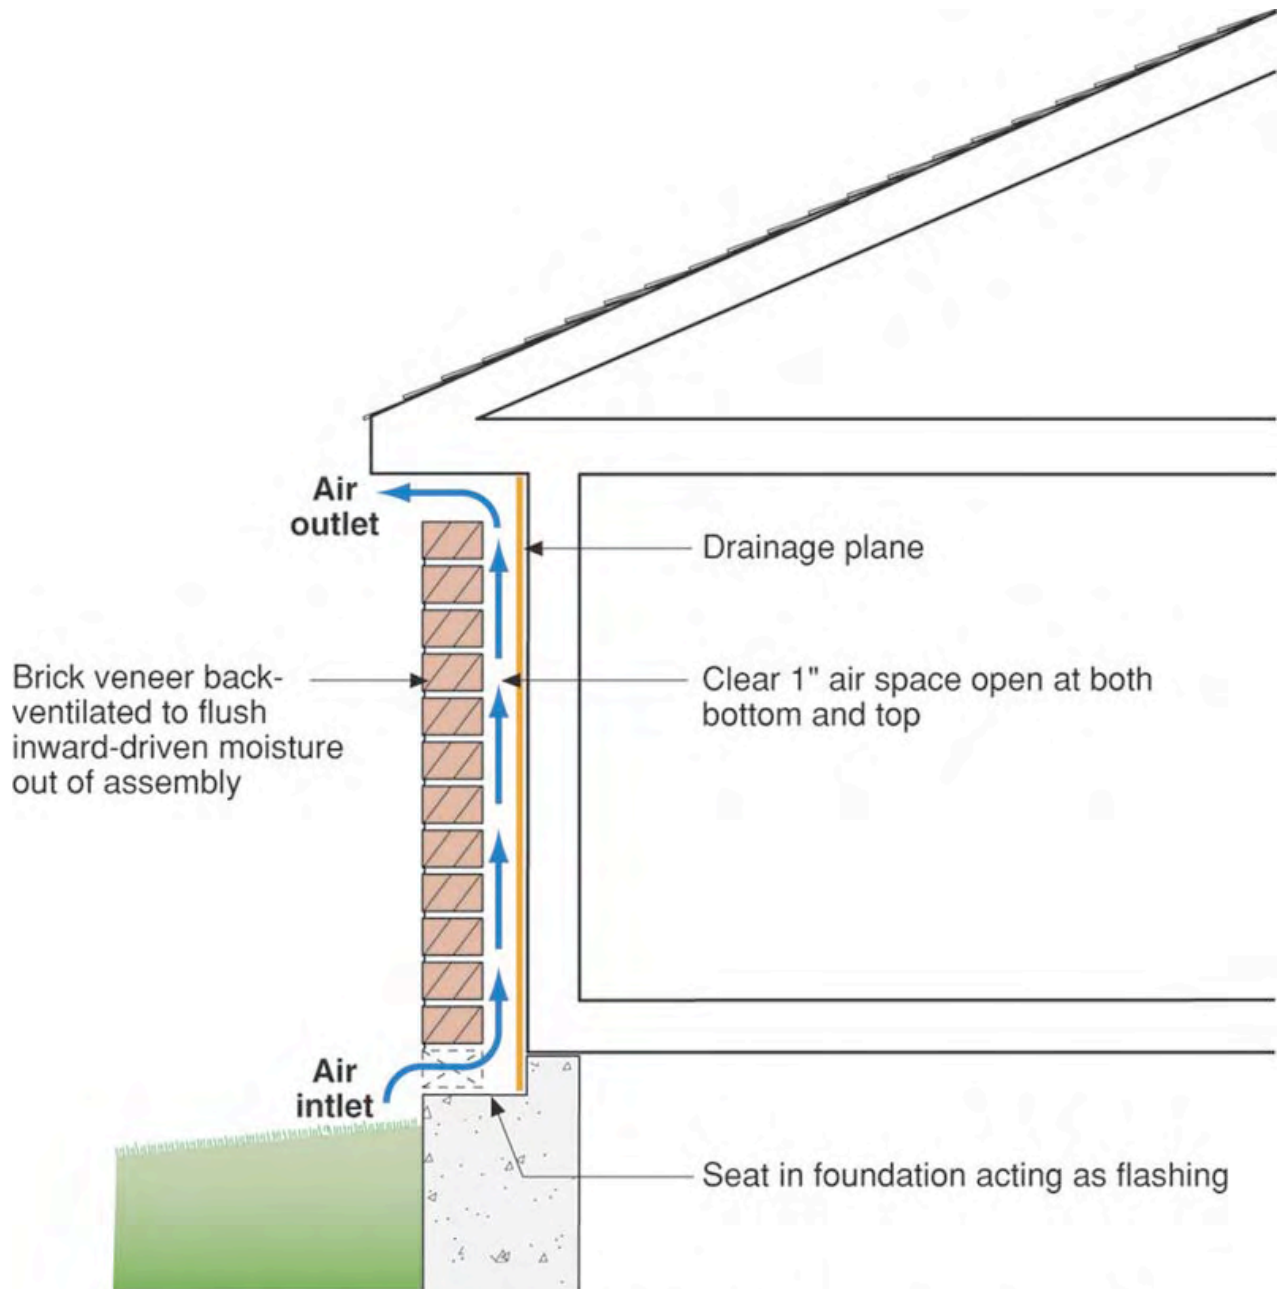 Air
outlet
Drainage plane
Brick veneer back-
ventilated to flush
inward-driven moisture
out of assembly
Clear 1" air space open at both
bottom and top
Air
intlet
Seat in foundation acting as flashing